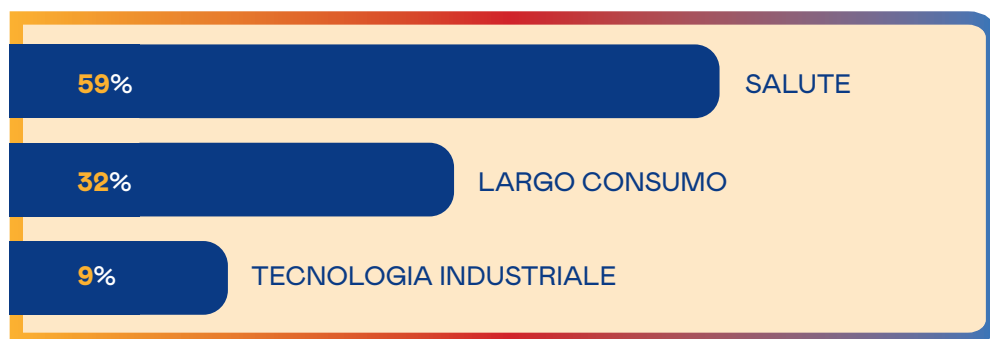 59% SALUTE
32% LARGO CONSUMO
9% TECNOLOGIA INDUSTRIALE